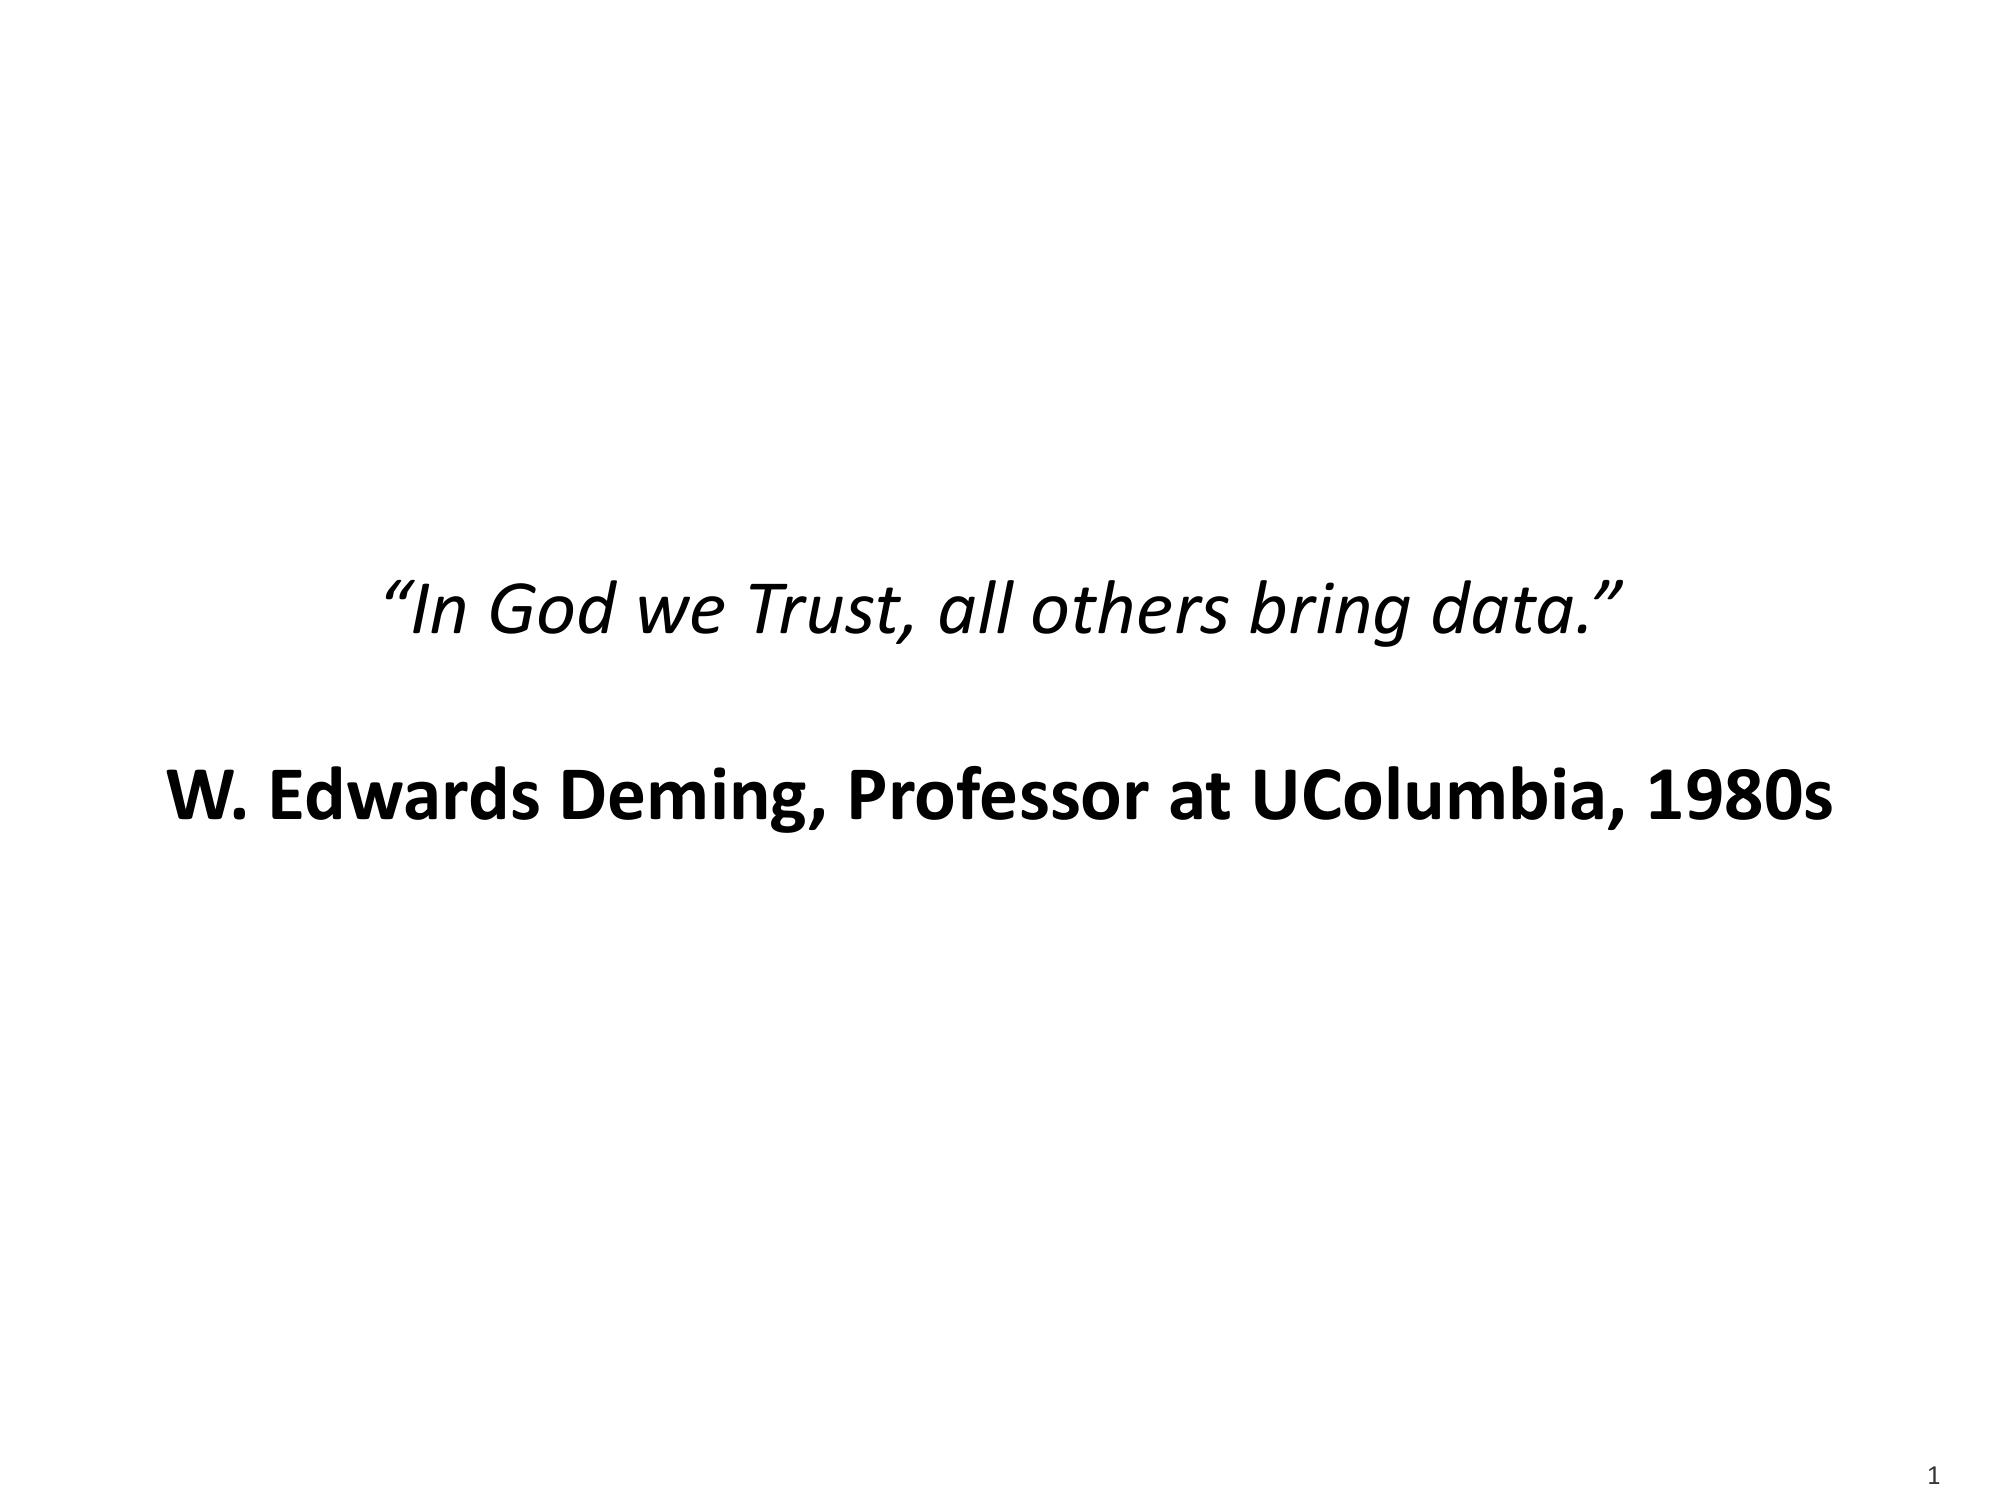 “In God we Trust, all others bring data.”
W. Edwards Deming, Professor at UColumbia, 1980s
1